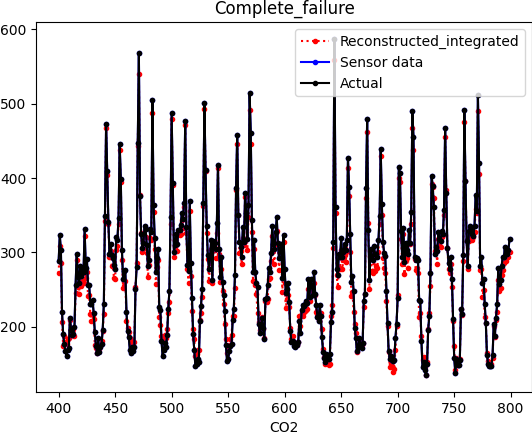 Complete_failure
600
500
400
300
200
Reconstructed_integrated
Sensor data
Actual
400 450 500 550 600 650 700 750 800
CO2